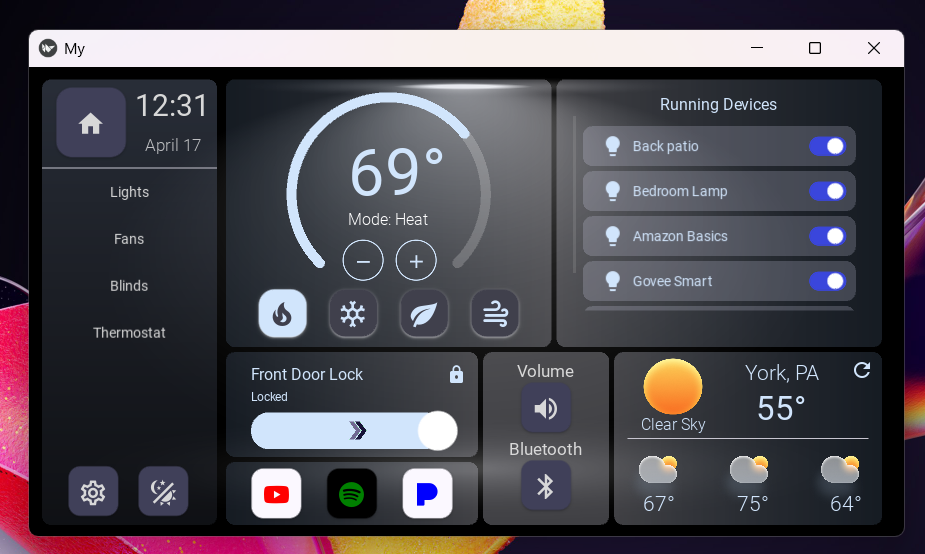 My
12:31
April 17
Lights
Fans
Blinds
Thermostat
69°
Mode: Heat
Running Devices
Back patio
Bedroom Lamp
Amazon Basics
Govee Smart
Front Door Lock
Locked
Volume
Bluetooth
York, PA
55°
Clear Sky
67° 75° 64°